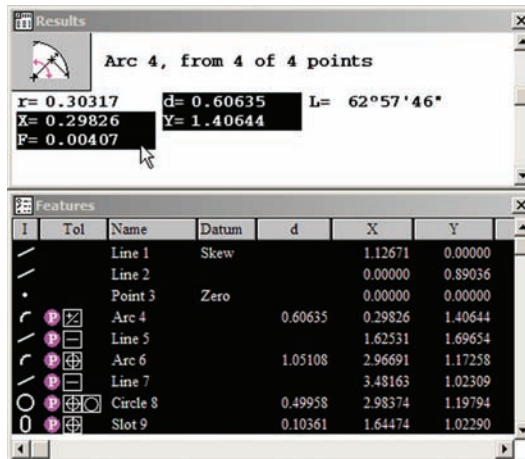 Results
Arc 4, from 4 of 4 points
r= 0.30317 d= 0.60635 L= 62°57'46"
X= 0.29826 Y= 1.40644
F= 0.00407
Features
I Tol Name Datum d X Y
Line 1 Skew 1.12671 0.00000
Line 2 0.00000 0.89036
Point 3 Zero 0.00000 0.00000
P Arc 4 0.60635 0.29826 1.40644
P Line 5 1.62531 1.69654
P Arc 6 1.05108 2.96691 1.17258
P Line 7 3.48163 1.02309
P Circle 8 0.49958 2.98374 1.19794
P Slot 9 0.10361 1.64474 1.02290